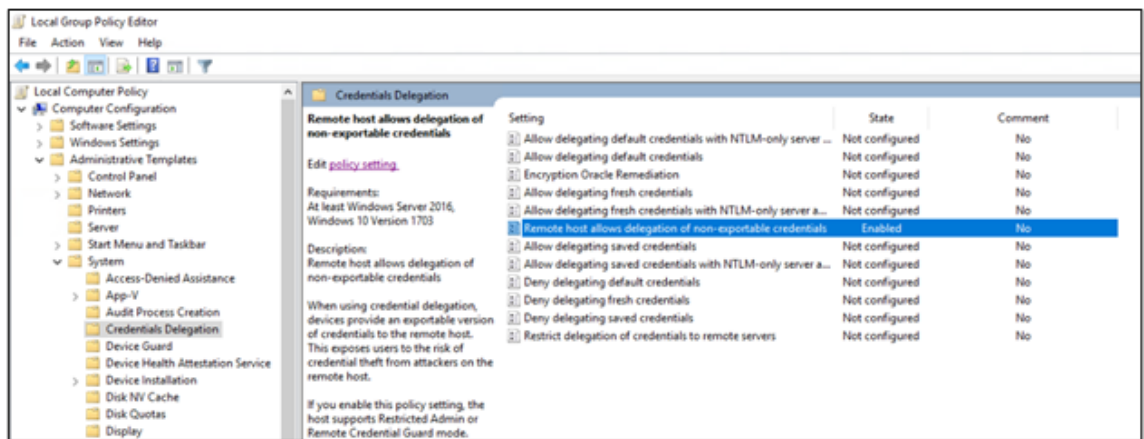 Local Group Policy Editor
File Action View Help
Local Computer Policy
Computer Configuration
Software Settings
Windows Settings
Administrative Templates
Control Panel
Network
Printers
Server
Start Menu and Taskbar
System
Access-Denied Assistance
App-V
Audit Process Creation
Credentials Delegation
Device Guard
Device Health Attestation Service
Device Installation
Disk NV Cache
Disk Quotas
Display
Credentials Delegation
Remote host allows delegation of
non-exportable credentials
Edit policy setting
Requirements:
At least Windows Server 2016,
Windows 10 Version 1703
Description:
Remote host allows delegation of
non-exportable credentials
When using credential delegation,
devices provide an exportable version
of credentials to the remote host.
This exposes users to the risk of
credential theft from attackers on the
remote host.
If you enable this policy setting, the
host supports Restricted Admin or
Remote Credential Guard mode.
Setting State Comment
Allow delegating default credentials with NTLM-only server ... Not configured No
Allow delegating default credentials Not configured No
Encryption Oracle Remediation Not configured No
Allow delegating fresh credentials Not configured No
Allow delegating fresh credentials with NTLM-only server a... Not configured No
Remote host allows delegation of non-exportable credentials Enabled No
Allow delegating saved credentials Not configured No
Allow delegating saved credentials with NTLM-only server a... Not configured No
Deny delegating default credentials Not configured No
Deny delegating fresh credentials Not configured No
Deny delegating saved credentials Not configured No
Restrict delegation of credentials to remote servers Not configured No